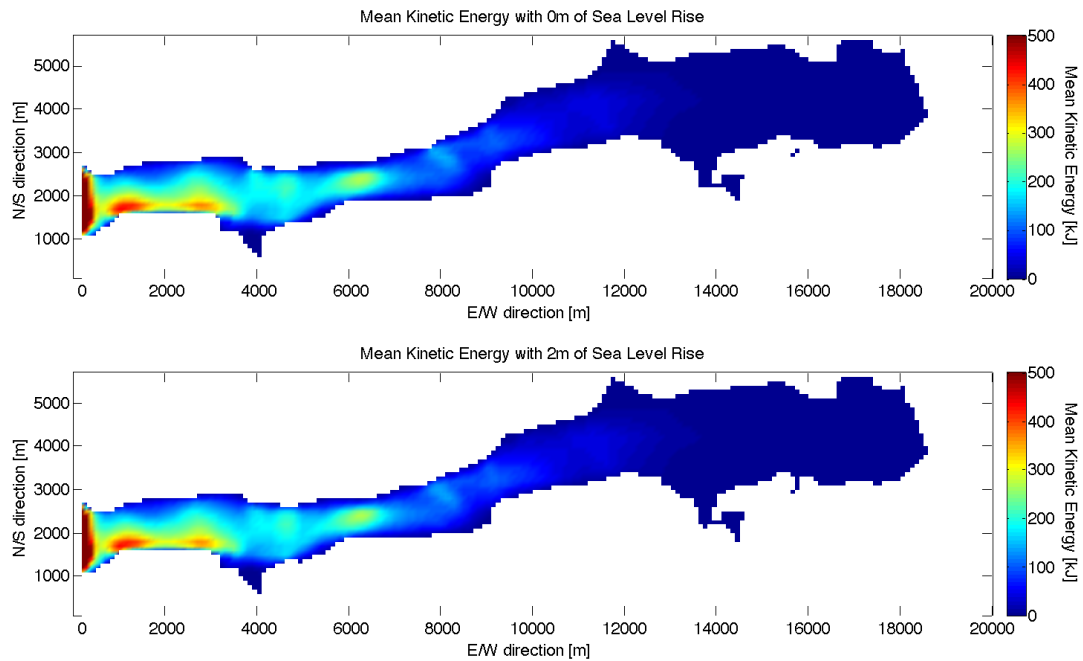 Mean Kinetic Energy with 0m of Sea Level Rise
5000
4000
3000
2000
1000
N/S direction [m]
0 2000 4000 6000 8000 10000 12000 14000 16000 18000 20000
E/W direction [m]
500
400
300
200
100
0
Mean Kinetic Energy [kJ]
Mean Kinetic Energy with 2m of Sea Level Rise
5000
4000
3000
2000
1000
N/S direction [m]
0 2000 4000 6000 8000 10000 12000 14000 16000 18000 20000
E/W direction [m]
500
400
300
200
100
0
Mean Kinetic Energy [kJ]